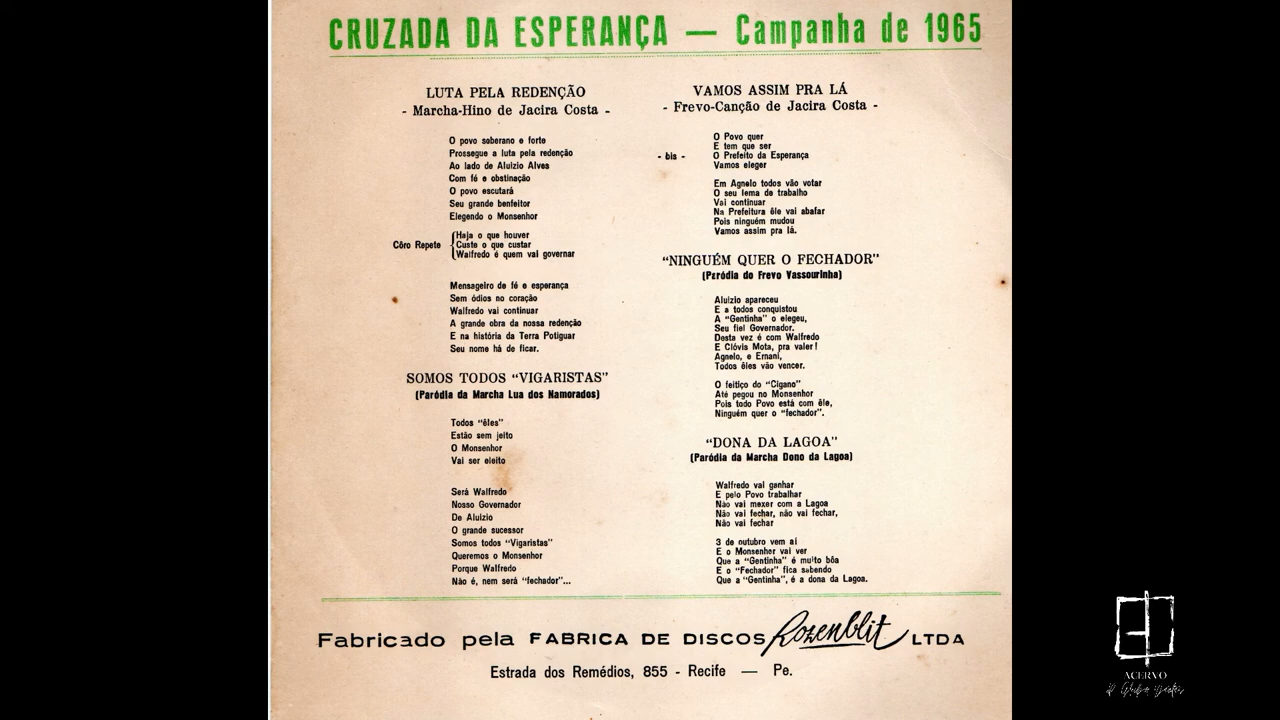 CRUZADA DA ESPERANÇA — Campanha de 1965
LUTA PELA REDENÇÃO
- Marcha-Hino de Jacira Costa -
O povo soberano e forte
Prossegue a luta pela redenção
Ao lado de Aluizio Alves
Com fé e obstinação
O povo escutará
Seu grande benfeitor
Elegendo o Monsenhor
Côro Repete
Haja o que houver
Custe o que custar
Walfredo é quem vai governar
Mensageiro de fé e esperança
Sem ódios no coração
Walfredo vai continuar
A grande obra da nossa redenção
E na história da Terra Potiguar
Seu nome há de ficar.
SOMOS TODOS "VIGARISTAS"
(Paródia da Marcha Lua dos Namorados)
Todos "êles"
Estão sem jeito
O Monsenhor
Vai ser eleito
Será Walfredo
Nosso Governador
De Aluizio
O grande sucessor
Somos todos "Vigaristas"
Queremos o Monsenhor
Porque Walfredo
Não é, nem será "fechador"...
VAMOS ASSIM PRA LÁ
- Frevo-Canção de Jacira Costa -
- bis -
O Povo quer
E tem que ser
O Prefeito da Esperança
Vamos eleger
Em Agnelo todos vão votar
O seu lema de trabalho
Vai continuar
Na Prefeitura êle vai abafar
Pois ninguém mudou
Vamos assim pra lá.
"NINGUÉM QUER O FECHADOR"
(Paródia do Frevo Vassourinha)
Aluizio apareceu
E a todos conquistou
A "Gentinha" o elegeu,
Seu fiel Governador.
Desta vez é com Walfredo
E Clóvis Mota, pra valer!
Agnelo, e Ernani,
Todos êles vão vencer.
O feitiço do "Cigano"
Até pegou no Monsenhor
Pois todo Povo está com êle,
Ninguém quer o "fechador".
"DONA DA LAGOA"
(Paródia da Marcha Dono da Lagoa)
Walfredo vai ganhar
E pelo Povo trabalhar
Não vai mexer com a Lagoa
Não vai fechar, não vai fechar,
Não vai fechar
3 de outubro vem aí
E o Monsenhor vai ver
Que a "Gentinha" é muito bôa
E o "Fechador" fica sabendo
Que a "Gentinha", é a dona da Lagoa.
Fabricado pela FABRICA DE DISCOS Rozenblit LTDA
Estrada dos Remédios, 855 - Recife — Pe.
ACERVO